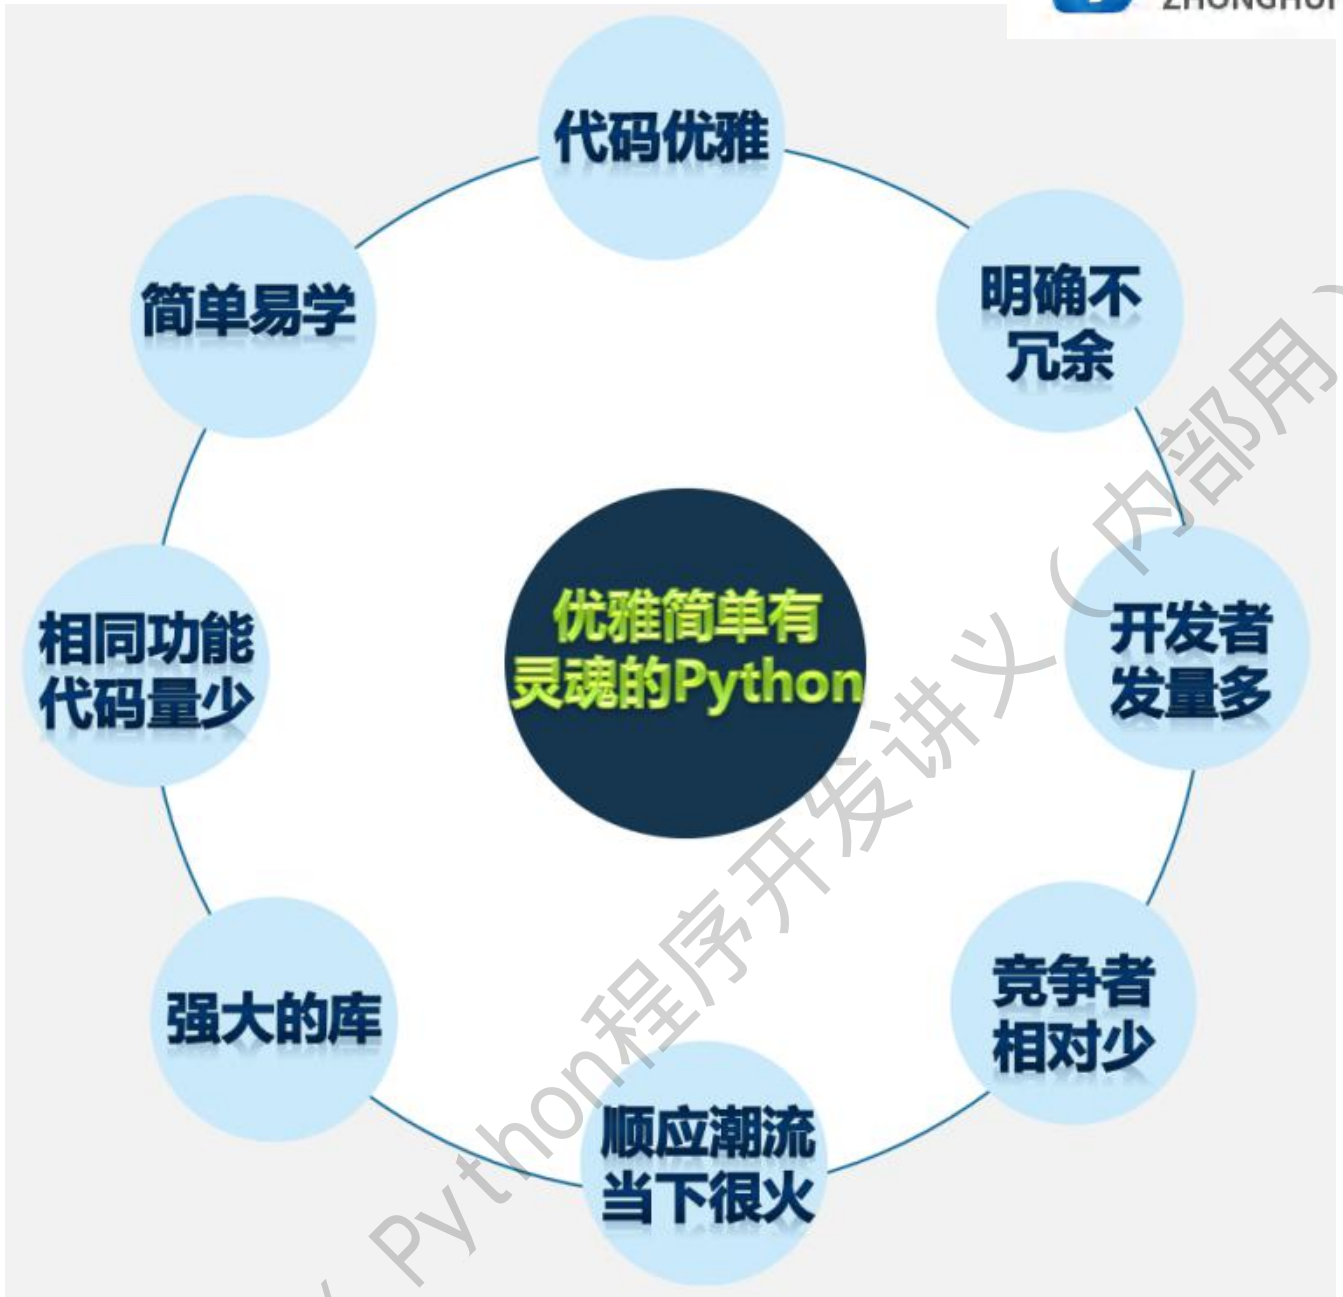 ZHONGHUI
代码优雅
简单易学
明确不
冗余
相同功能
代码量少
优雅简单有
灵魂的Python
开发者
发量多
强大的库
竞争者
相对少
顺应潮流
当下很火
Python程序开发讲义（内部用）